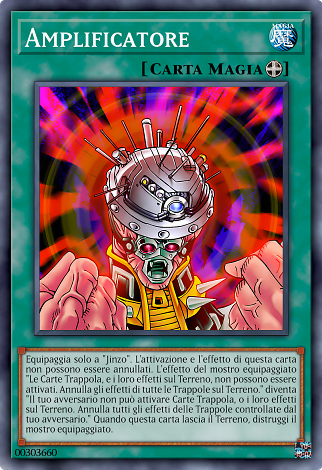 AMPLIFICATORE
MAGIA
[CARTA MAGIA]
Equipaggia solo a "Jinzo". L'attivazione e l'effetto di questa carta
non possono essere annullati. L'effetto del mostro equipaggiato
"Le Carte Trappola, e i loro effetti sul Terreno, non possono essere
attivati. Annulla gli effetti di tutte le Trappole sul Terreno." diventa
"Il tuo avversario non può attivare Carte Trappola, o i loro effetti
sul Terreno. Annulla tutti gli effetti delle Trappole controllate dal
tuo avversario." Quando questa carta lascia il Terreno, distruggi il
mostro equipaggiato.
00303660